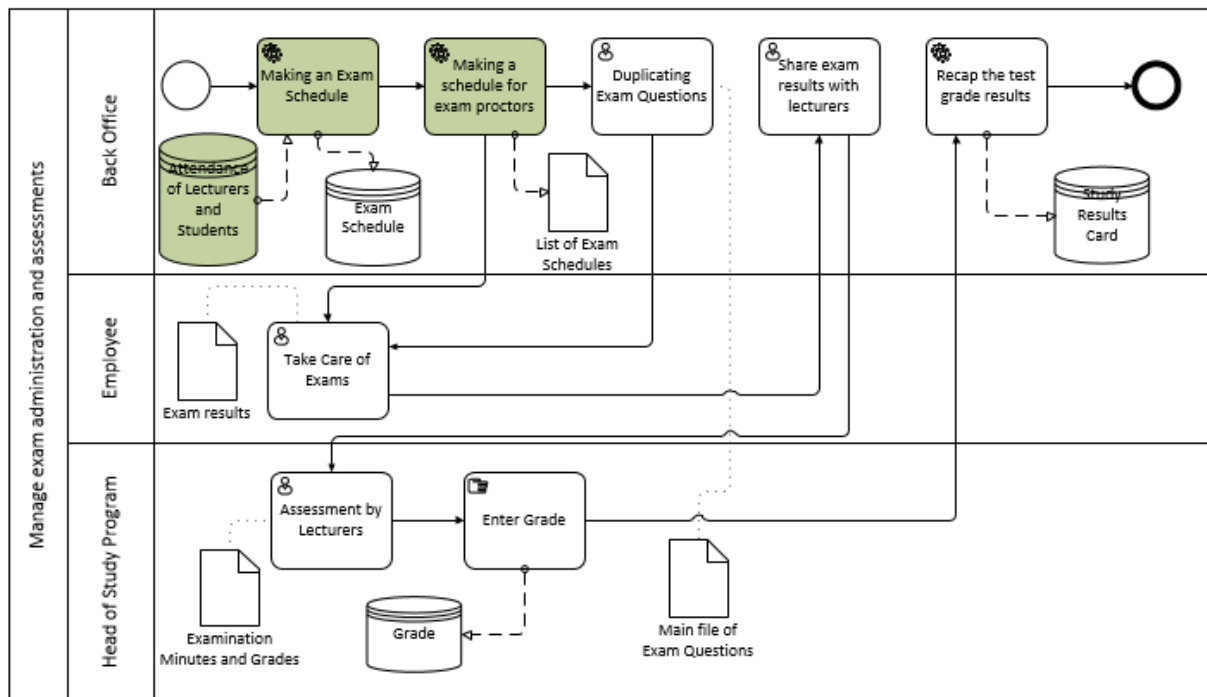 Manage exam administration and assessments
Back Office
Making an Exam
Schedule
Making a
schedule for
exam proctors
Duplicating
Exam Questions
Share exam
results with
lecturers
Recap the test
grade results
Attendance
of Lecturers
and
Students
Exam
Schedule
List of Exam
Schedules
Study
Results
Card
Employee
Take Care of
Exams
Exam results
Head of Study Program
Assessment by
Lecturers
Enter Grade
Examination
Minutes and Grades
Grade
Main file of
Exam Questions